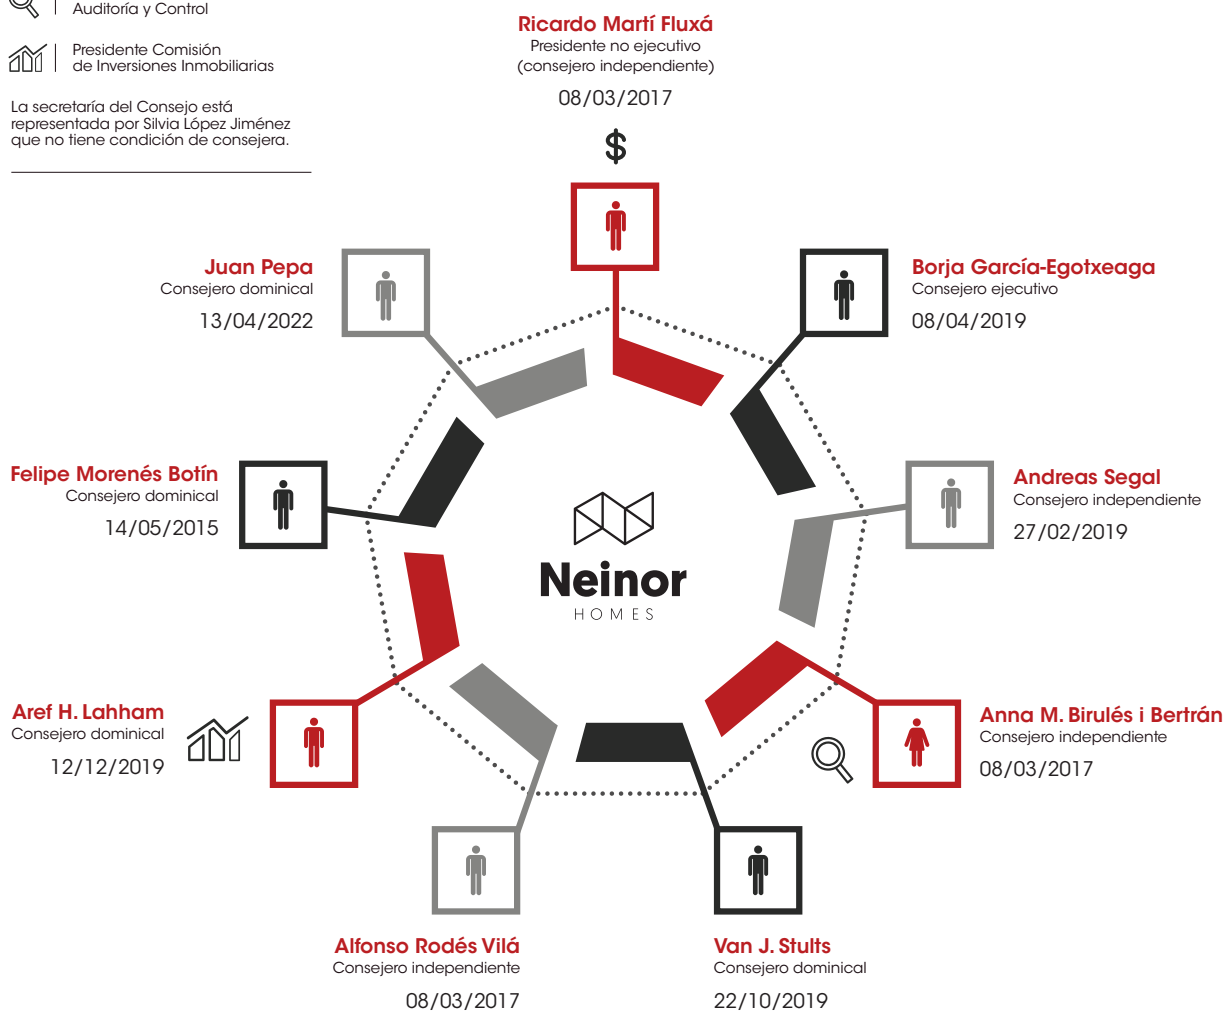 Auditoría y Control
Presidente Comisión
de Inversiones Inmobiliarias
La secretaría del Consejo está
representada por Silvia López Jiménez
que no tiene condición de consejera.
Ricardo Martí Fluxá
Presidente no ejecutivo
(consejero independiente)
08/03/2017
$
Juan Pepa
Consejero dominical
13/04/2022
Borja García-Egotxeaga
Consejero ejecutivo
08/04/2019
Felipe Morenés Botín
Consejero dominical
14/05/2015
Andreas Segal
Consejero independiente
27/02/2019
Neinor
HOMES
Aref H. Lahham
Consejero dominical
12/12/2019
Anna M. Birulés i Bertrán
Consejero independiente
08/03/2017
Alfonso Rodés Vilá
Consejero independiente
08/03/2017
Van J. Stults
Consejero dominical
22/10/2019